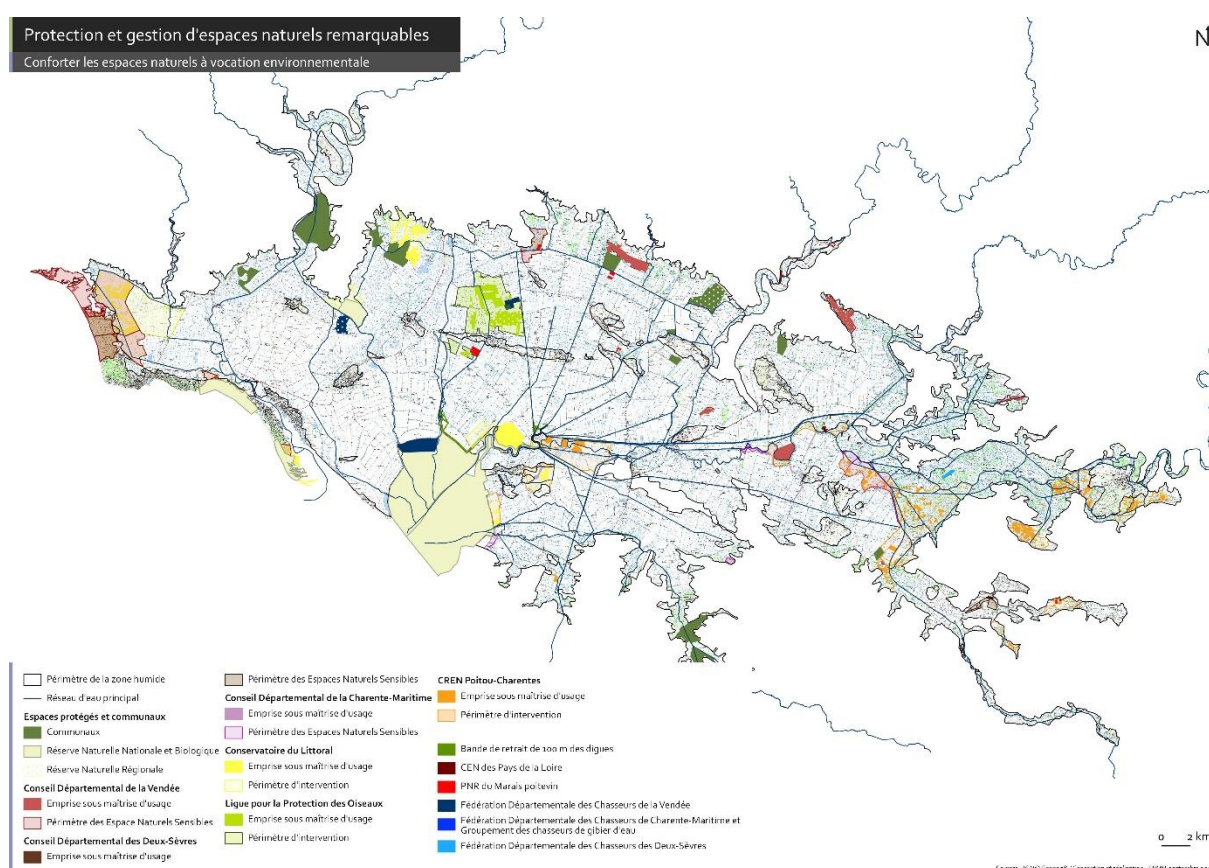 Protection et gestion d'espaces naturels remarquables
Conforter les espaces naturels à vocation environnementale
N
Périmètre de la zone humide
Réseau d'eau principal
Espaces protégés et communaux
Communaux
Réserve Naturelle Nationale et Biologique
Réserve Naturelle Régionale
Conseil Départemental de la Vendée
Emprise sous maîtrise d'usage
Périmètre des Espace Naturels Sensibles
Conseil Départemental des Deux-Sèvres
Emprise sous maîtrise d'usage
Périmètre des Espaces Naturels Sensibles
Conseil Départemental de la Charente-Maritime
Emprise sous maîtrise d'usage
Périmètre des Espaces Naturels Sensibles
Conservatoire du Littoral
Emprise sous maîtrise d'usage
Périmètre d'intervention
Ligue pour la Protection des Oiseaux
Emprise sous maîtrise d'usage
Périmètre d'intervention
CREN Poitou-Charentes
Emprise sous maîtrise d'usage
Périmètre d'intervention
Bande de retrait de 100 m des digues
CEN des Pays de la Loire
PNR du Marais poitevin
Fédération Départementale des Chasseurs de la Vendée
Fédération Départementale des Chasseurs de Charente-Maritime et
Groupement des chasseurs de gibier d'eau
Fédération Départementale des Chasseurs des Deux-Sèvres
0 2 km